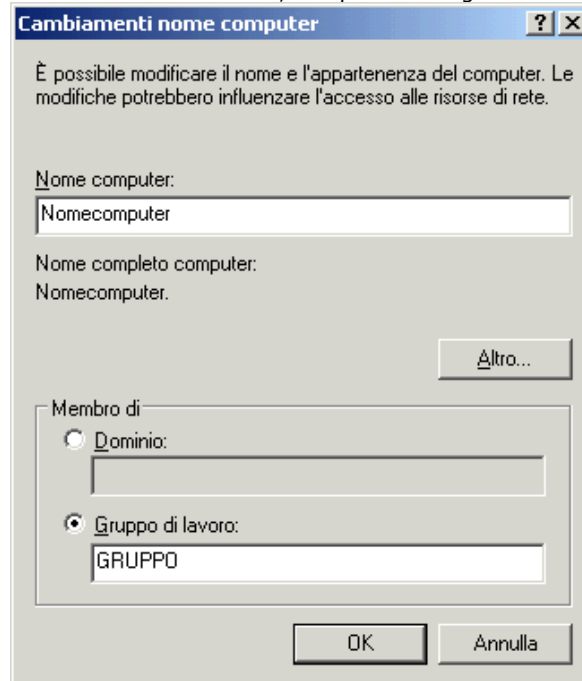 Cambiamenti nome computer
È possibile modificare il nome e l'appartenenza del computer. Le
modifiche potrebbero influenzare l'accesso alle risorse di rete.
Nome computer:
Nomecomputer
Nome completo computer:
Nomecomputer.
Altro...
Membro di
Dominio:
Gruppo di lavoro:
GRUPPO
OK Annulla